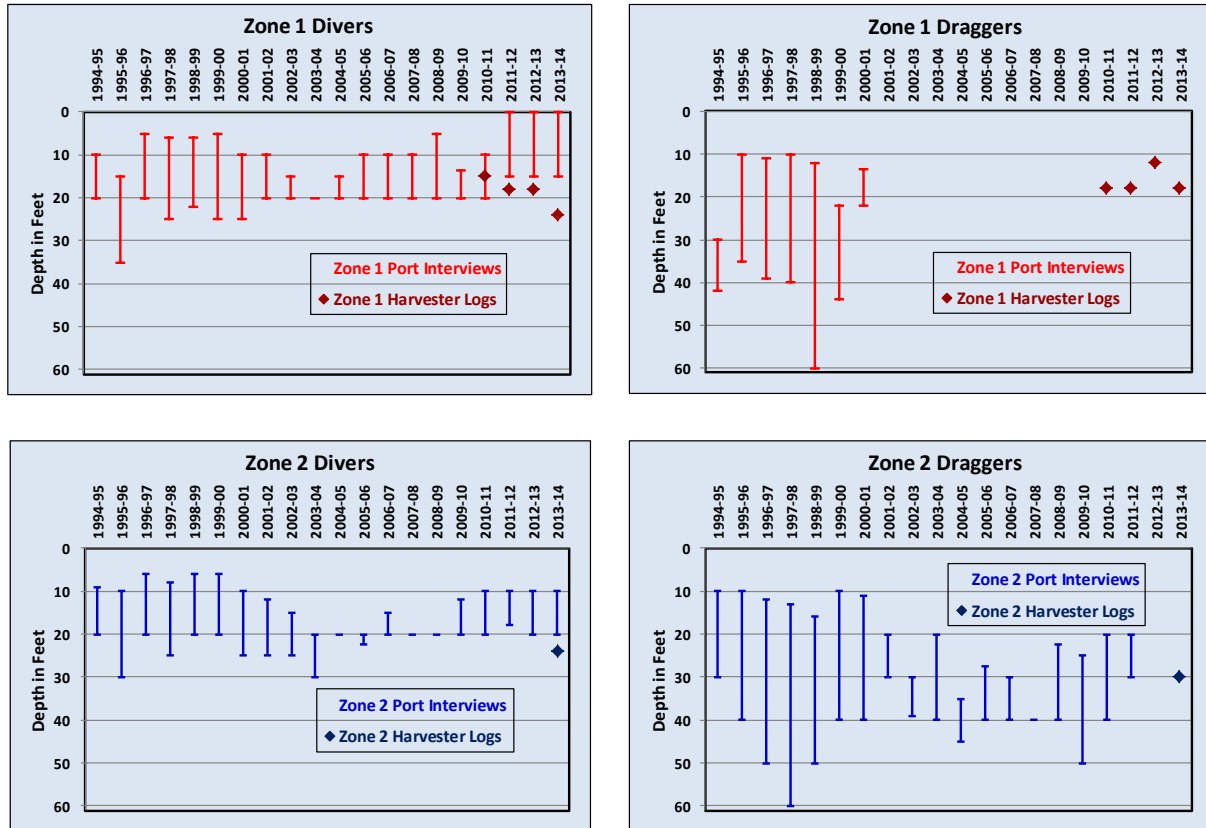 Zone 1 Divers
1994-95 1995-96 1996-97 1997-98 1998-99 1999-00 2000-01 2001-02 2002-03 2003-04 2004-05 2005-06 2006-07 2007-08 2008-09 2009-10 2010-11 2011-12 2012-13 2013-14
0
10
20
30
40
50
60
Depth in Feet
Zone 1 Port Interviews
Zone 1 Harvester Logs
Zone 1 Draggers
1994-95 1995-96 1996-97 1997-98 1998-99 1999-00 2000-01 2001-02 2002-03 2003-04 2004-05 2005-06 2006-07 2007-08 2008-09 2009-10 2010-11 2011-12 2012-13 2013-14
0
10
20
30
40
50
60
Depth in Feet
Zone 1 Port Interviews
Zone 1 Harvester Logs
Zone 2 Divers
1994-95 1995-96 1996-97 1997-98 1998-99 1999-00 2000-01 2001-02 2002-03 2003-04 2004-05 2005-06 2006-07 2007-08 2008-09 2009-10 2010-11 2011-12 2012-13 2013-14
0
10
20
30
40
50
60
Depth in Feet
Zone 2 Port Interviews
Zone 2 Harvester Logs
Zone 2 Draggers
1994-95 1995-96 1996-97 1997-98 1998-99 1999-00 2000-01 2001-02 2002-03 2003-04 2004-05 2005-06 2006-07 2007-08 2008-09 2009-10 2010-11 2011-12 2012-13 2013-14
0
10
20
30
40
50
60
Depth in Feet
Zone 2 Port Interviews
Zone 2 Harvester Logs